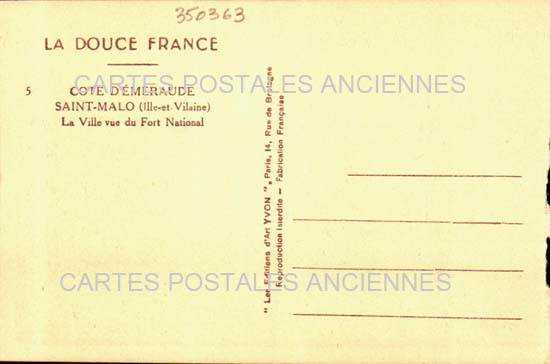 350363
LA DOUCE FRANCE
CARTES POSTALES ANCIENNES
5 COTE D'ÉMERAUDE
SAINT-MALO (Ille-et-Vilaine)
La Ville vue du Fort National
" Les Editions d'Art YVON ", Paris, 14, Rue de Bretagne
Reproduction Interdite — Fabrication Française
CARTES POSTALES ANCIENNES